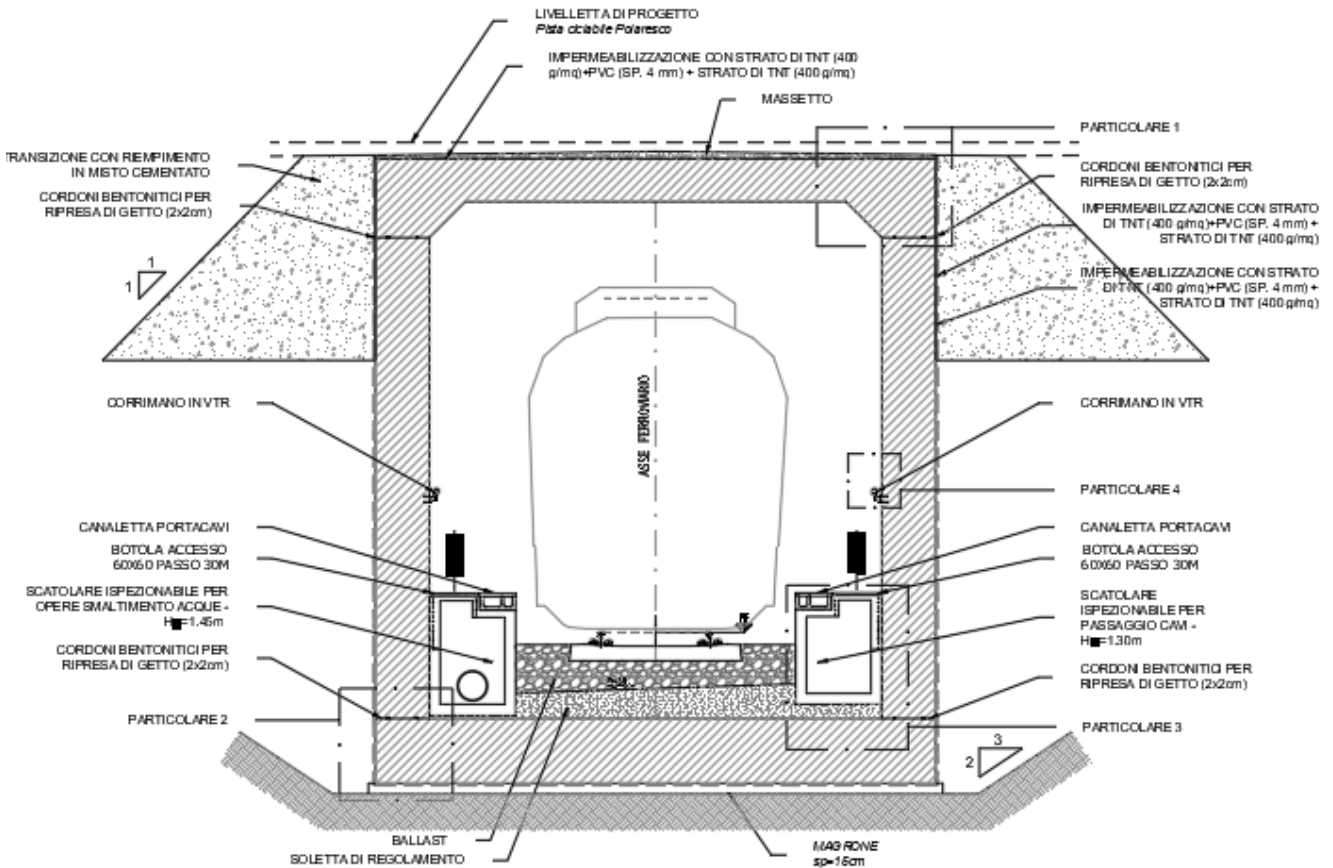 LIVELLETTA DI PROGETTO
Pista ciclabile Polaresco
IMPERMEABILIZZAZIONE CON STRATO DI TNT (400
g/mq)+PVC (SP. 4 mm) + STRATO DI TNT (400 g/mq)
MASSETTO
PARTICOLARE 1
TRANSIZIONE CON RIEMPIMENTO
IN MISTO CEMENTATO
CORDONI BENTONITICI PER
RIPRESA DI GETTO (2x2cm)
CORDONI BENTONITICI PER
RIPRESA DI GETTO (2x2cm)
IMPERMEABILIZZAZIONE CON STRATO
DI TNT (400 g/mq)+PVC (SP. 4 mm) +
STRATO DI TNT (400 g/mq)
IMPERMEABILIZZAZIONE CON STRATO
DI TNT (400 g/mq)+PVC (SP. 4 mm) +
STRATO DI TNT (400 g/mq)
1
1
ASSE FERROVIARIO
CORRIMANO IN VTR
CORRIMANO IN VTR
PARTICOLARE 4
CANALETTA PORTACAVI
BOTOLA ACCESSO
60X60 PASSO 30M
SCATOLARE ISPEZIONABILE PER
OPERE SMALTIMENTO ACQUE -
=1.45m
CORDONI BENTONITICI PER
RIPRESA DI GETTO (2x2cm)
PARTICOLARE 2
CANALETTA PORTACAVI
BOTOLA ACCESSO
60X60 PASSO 30M
SCATOLARE
ISPEZIONABILE PER
PASSAGGIO CAVI -
=1.30m
CORDONI BENTONITICI PER
RIPRESA DI GETTO (2x2cm)
PARTICOLARE 3
3
2
BALLAST
SOLETTA DI REGOLAMENTO
MAGRONE
sp=15cm